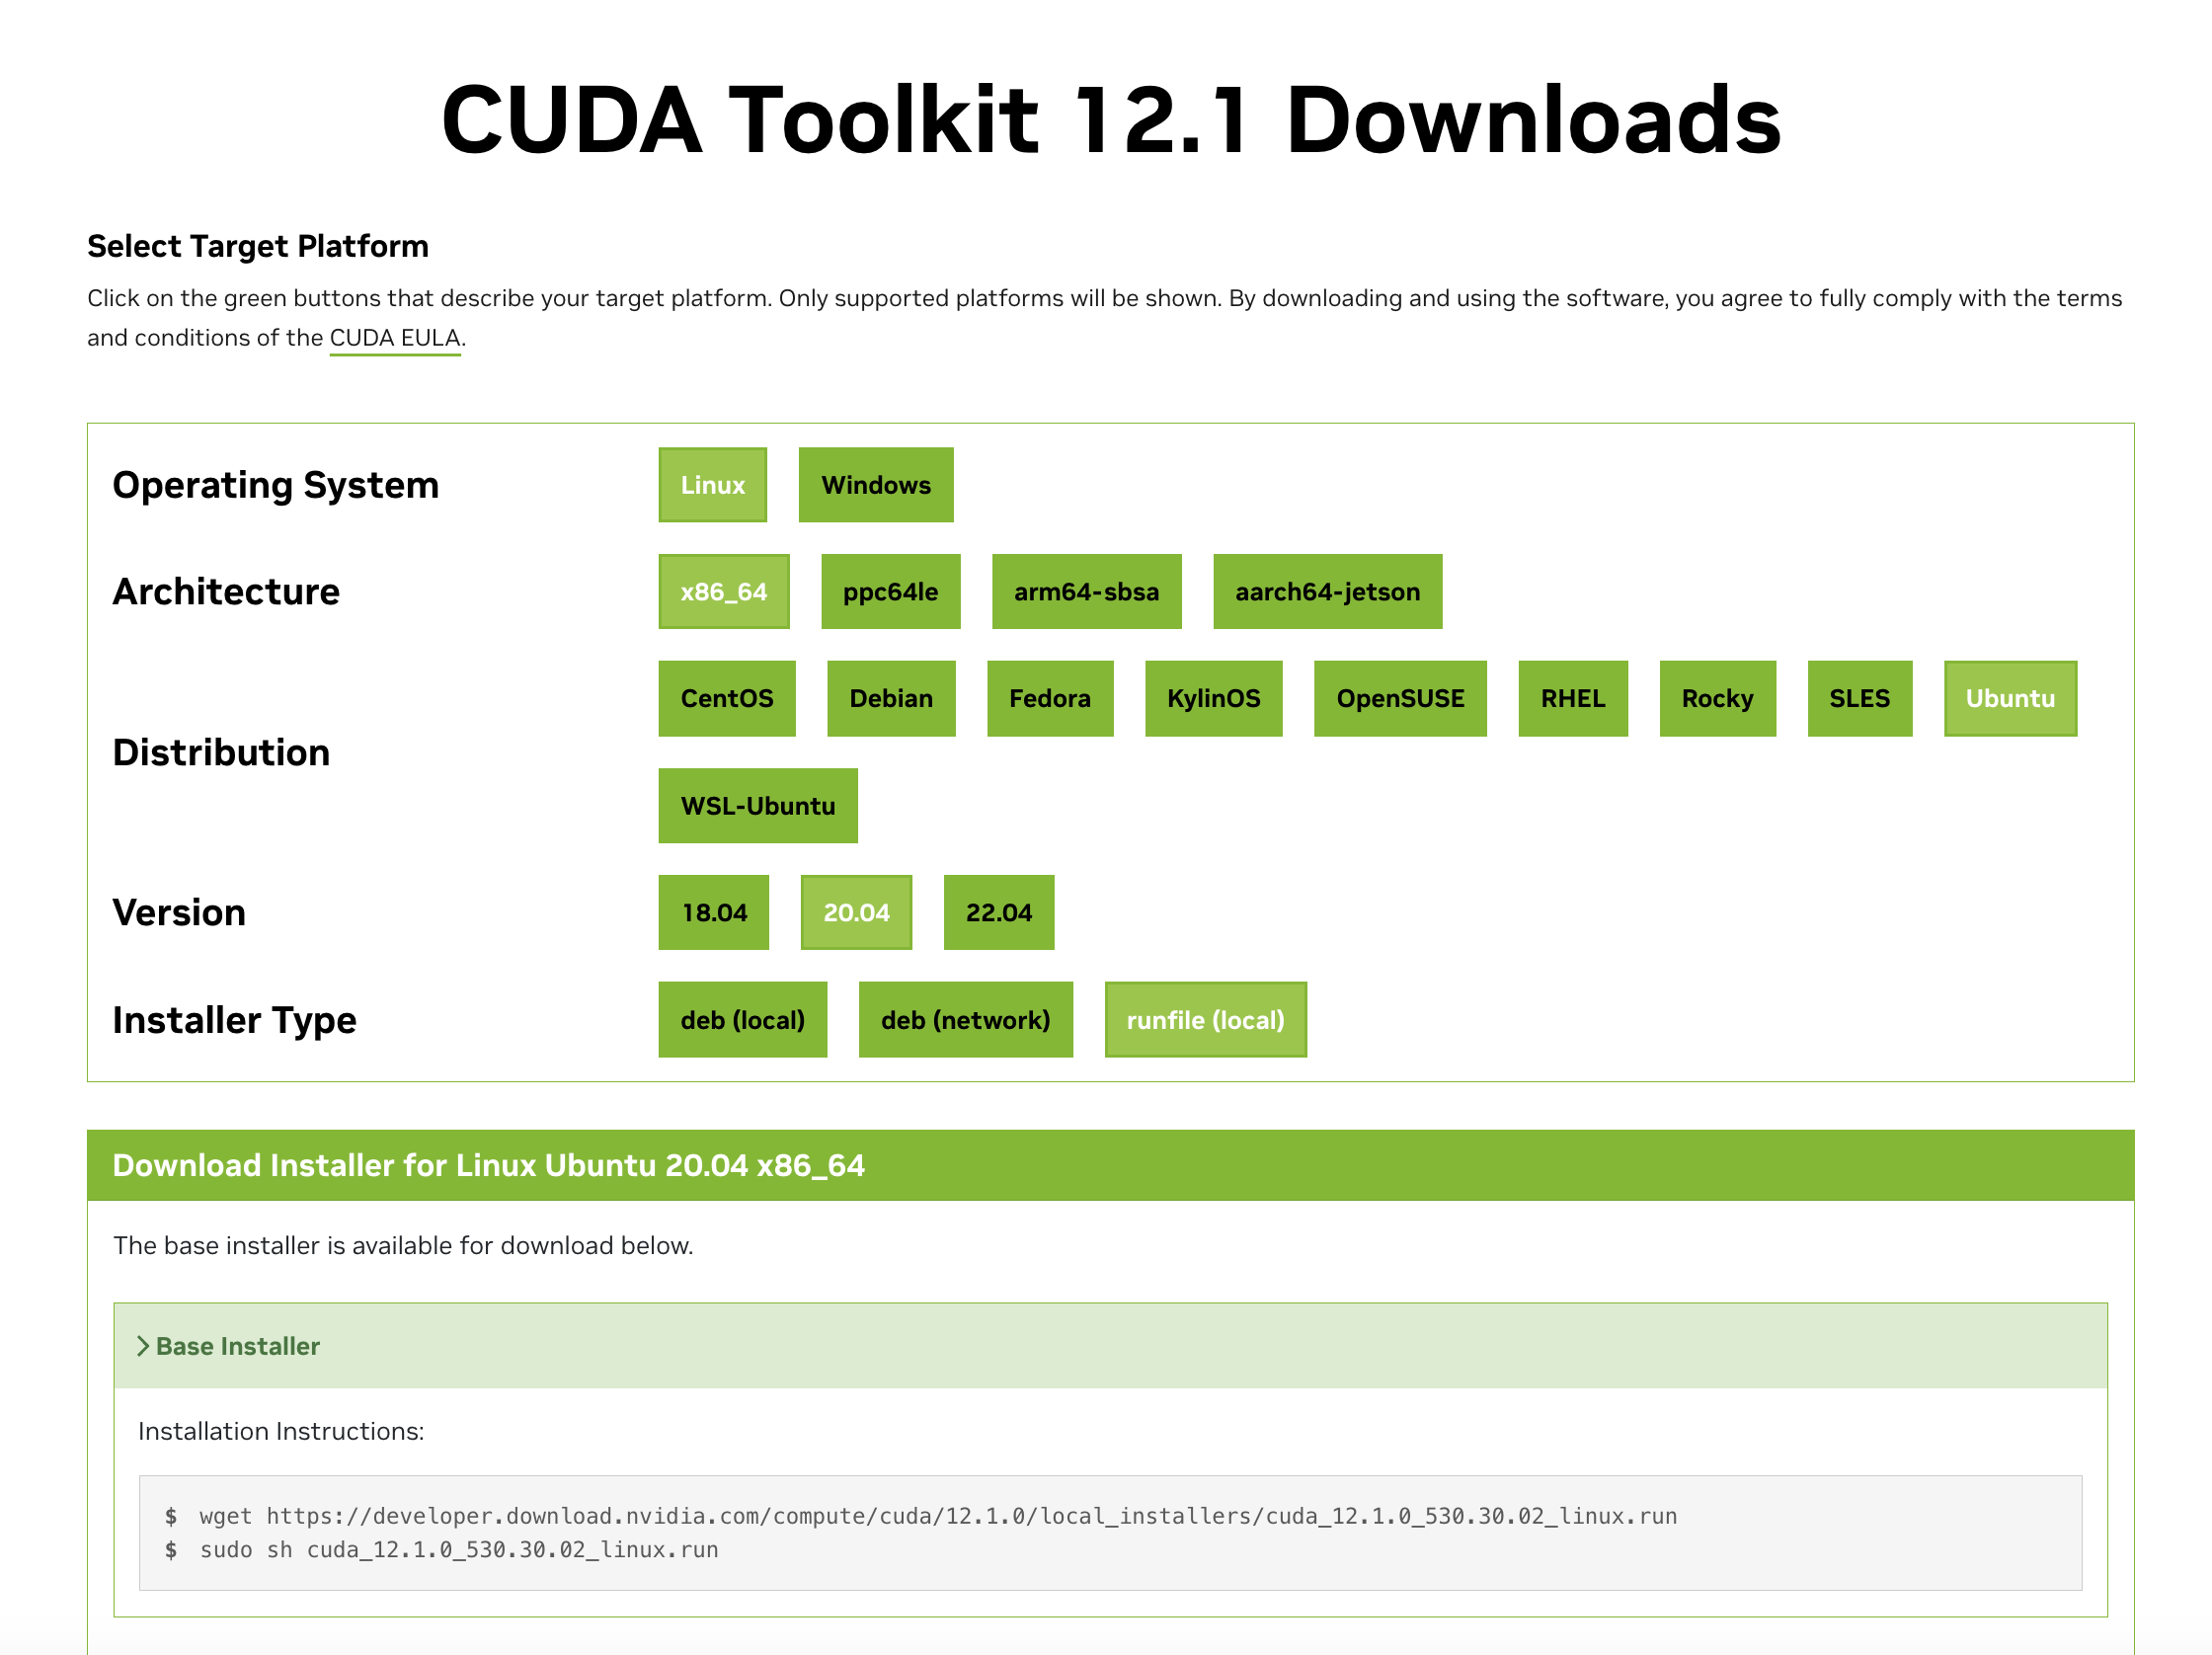 CUDA Toolkit 12.1 Downloads
Select Target Platform
Click on the green buttons that describe your target platform. Only supported platforms will be shown. By downloading and using the software, you agree to fully comply with the terms
and conditions of the CUDA EULA.
Operating System
Linux Windows
Architecture
x86_64 ppc64le arm64-sbsa aarch64-jetson
Distribution
CentOS Debian Fedora KylinOS OpenSUSE RHEL Rocky SLES Ubuntu
WSL-Ubuntu
Version
18.04 20.04 22.04
Installer Type
deb (local) deb (network) runfile (local)
Download Installer for Linux Ubuntu 20.04 x86_64
The base installer is available for download below.
Base Installer
Installation Instructions:
$ wget https://developer.download.nvidia.com/compute/cuda/12.1.0/local_installers/cuda_12.1.0_530.30.02_linux.run
$ sudo sh cuda_12.1.0_530.30.02_linux.run